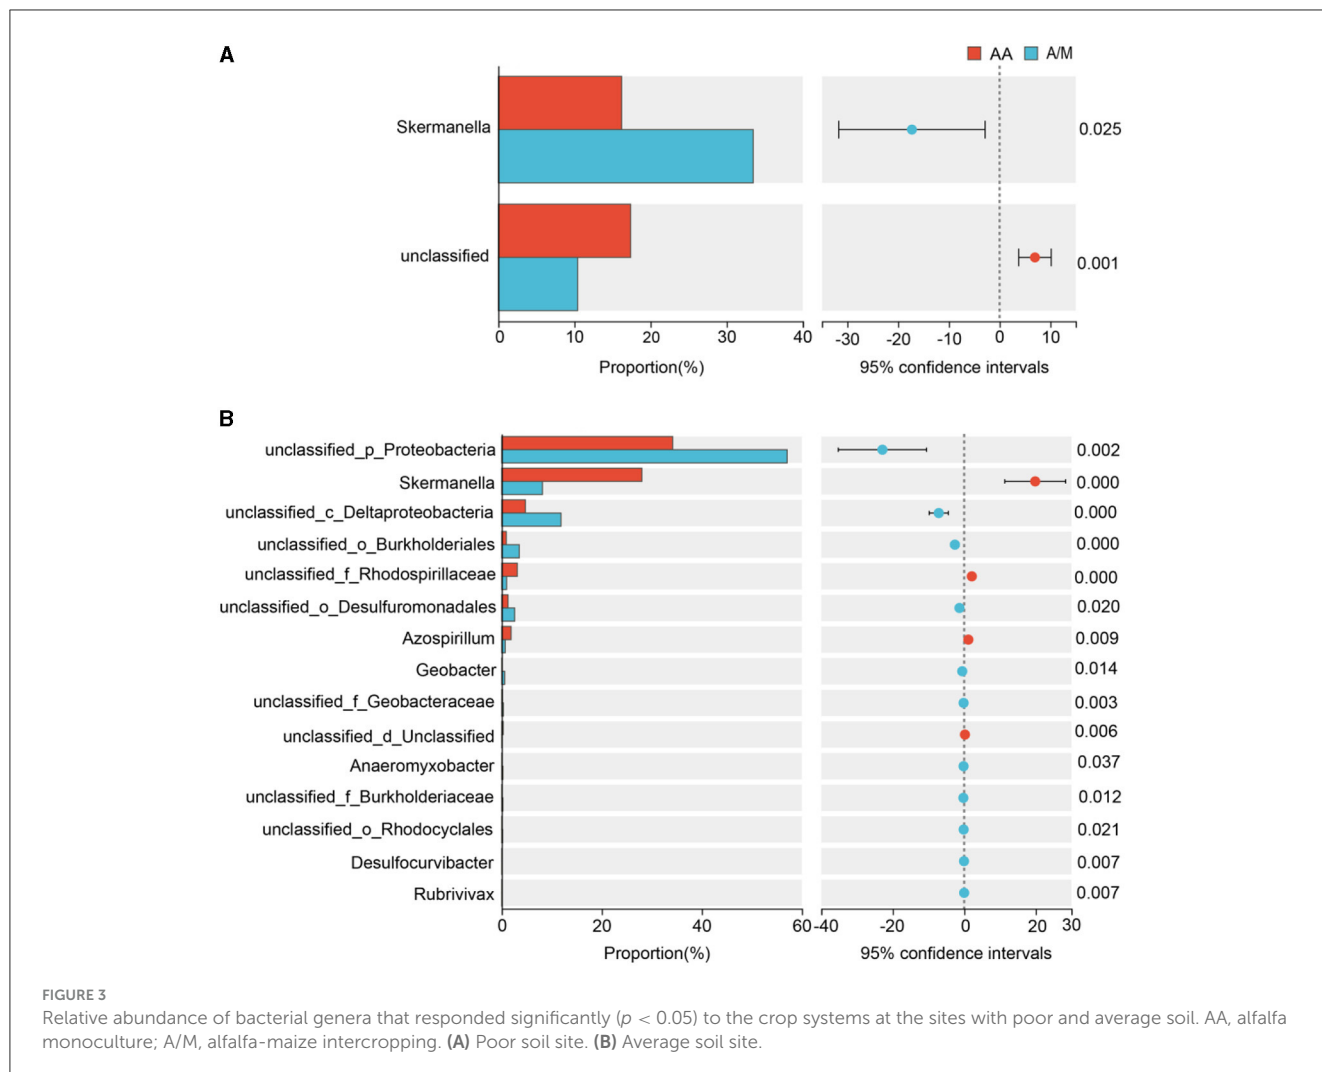 A
AA A/M
Skermanella
0.025
unclassified
0.001
0 10 20 30 40
-30 -20 -10 0 10
Proportion(%)
95% confidence intervals
B
unclassified_p_Proteobacteria
0.002
Skermanella
0.000
unclassified_c_Deltaproteobacteria
0.000
unclassified_o_Burkholderiales
0.000
unclassified_f_Rhodospirillaceae
0.000
unclassified_o_Desulfuromonadales
0.020
Azospirillum
0.009
Geobacter
0.014
unclassified_f_Geobacteraceae
0.003
unclassified_d_Unclassified
0.006
Anaeromyxobacter
0.037
unclassified_f_Burkholderiaceae
0.012
unclassified_o_Rhodocyclales
0.021
Desulfocurvibacter
0.007
Rubrivivax
0.007
0 20 40 60
-40 -20 0 20 30
Proportion(%)
95% confidence intervals
FIGURE 3
Relative abundance of bacterial genera that responded significantly (p < 0.05) to the crop systems at the sites with poor and average soil. AA, alfalfa
monoculture; A/M, alfalfa-maize intercropping. (A) Poor soil site. (B) Average soil site.